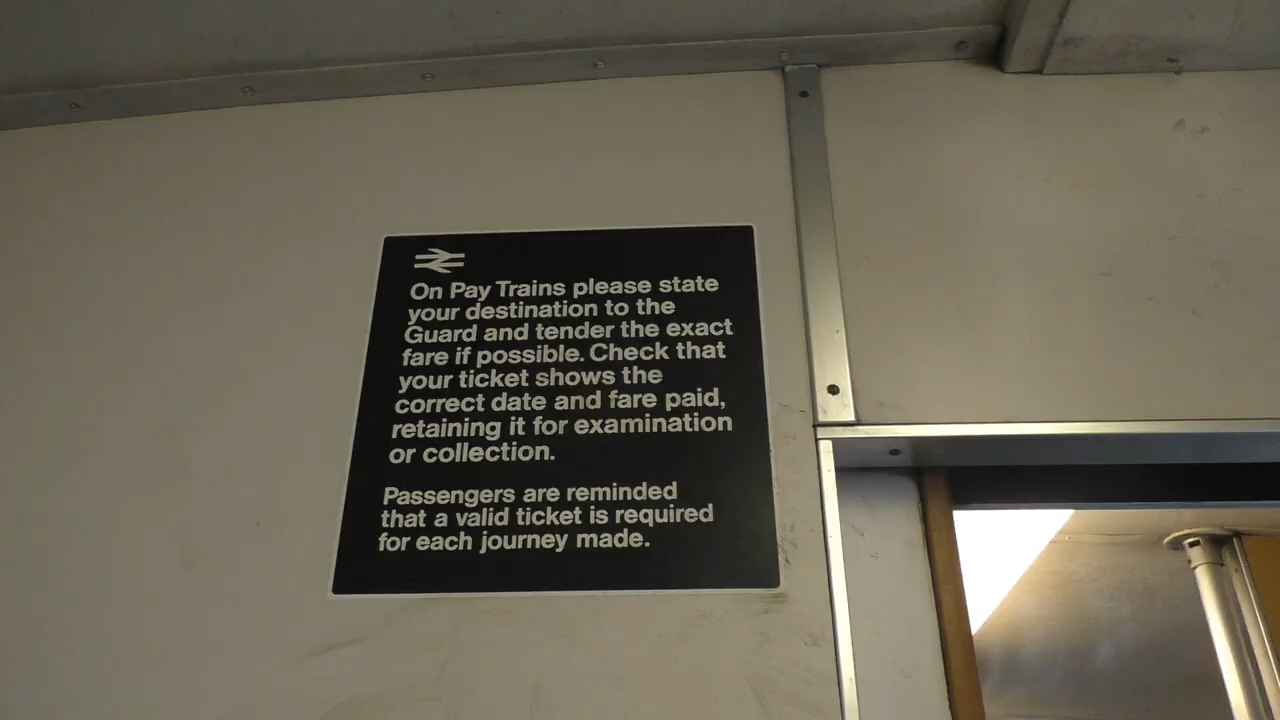 On Pay Trains please state
your destination to the
Guard and tender the exact
fare if possible. Check that
your ticket shows the
correct date and fare paid,
retaining it for examination
or collection.
Passengers are reminded
that a valid ticket is required
for each journey made.